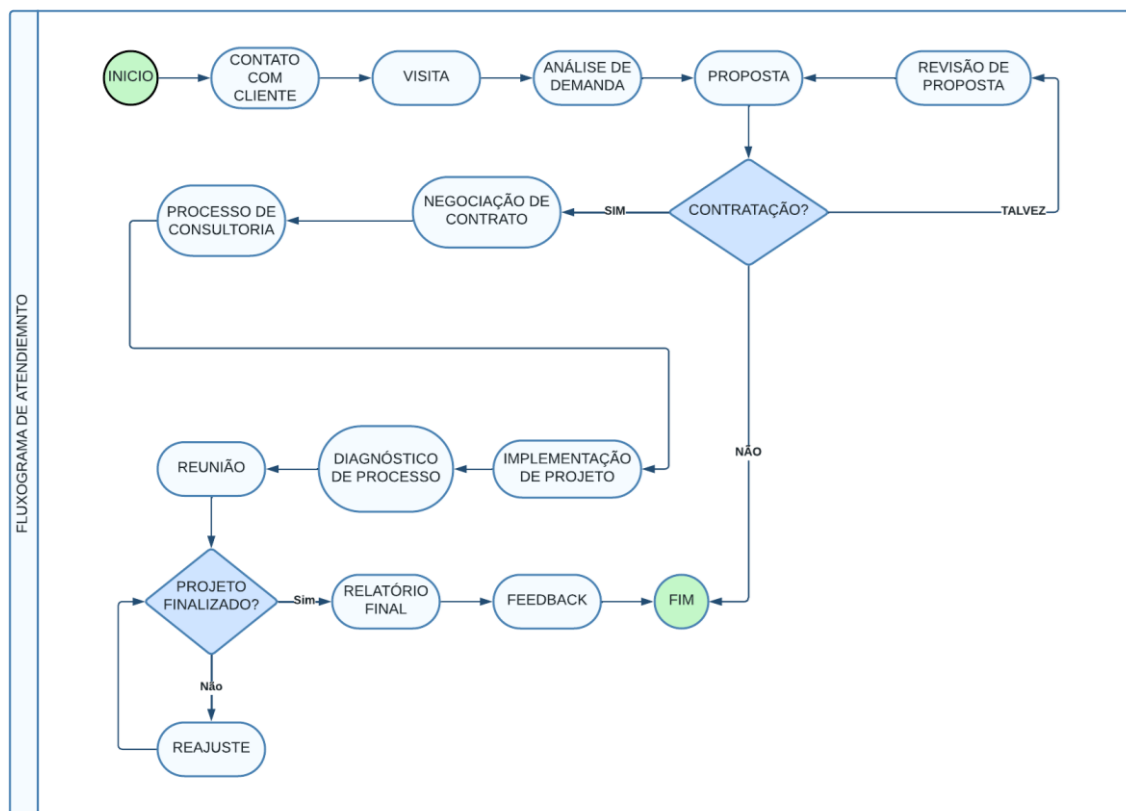 FLUXOGRAMA DE ATENDIEMNTO
INICIO
CONTATO
COM
CLIENTE
VISITA
ANÁLISE DE
DEMANDA
PROPOSTA
REVISÃO DE
PROPOSTA
PROCESSO DE
CONSULTORIA
NEGOCIAÇÃO DE
CONTRATO
SIM
CONTRATAÇÃO?
TALVEZ
NÃO
REUNIÃO
DIAGNÓSTICO
DE PROCESSO
IMPLEMENTAÇÃO
DE PROJETO
PROJETO
FINALIZADO?
Sim
RELATÓRIO
FINAL
FEEDBACK
FIM
Não
REAJUSTE